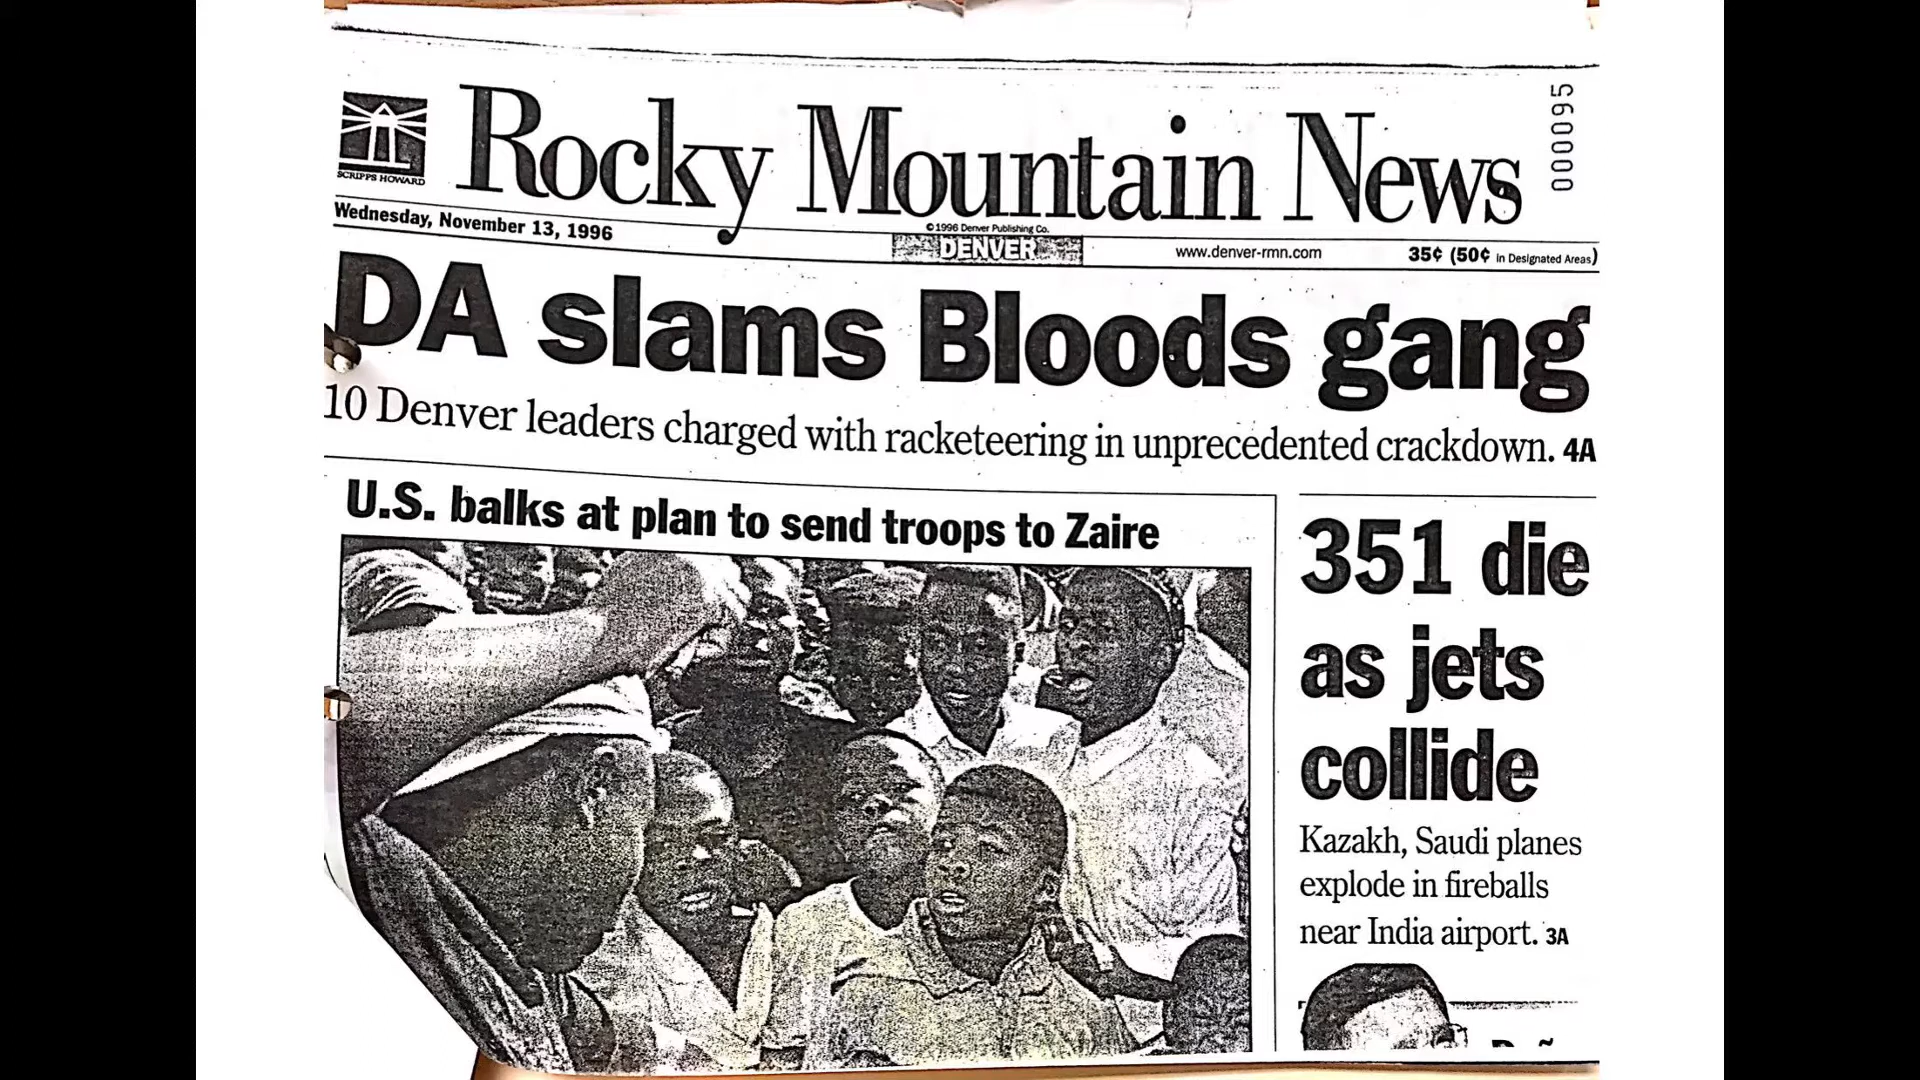 SCRIPPS HOWARD
Rocky Mountain News
000095
Wednesday, November 13, 1996
©1996 Denver Publishing Co.
DENVER
www.denver-rmn.com
35¢ (50¢ in Designated Areas)
DA slams Bloods gang
10 Denver leaders charged with racketeering in unprecedented crackdown. 4A
U.S. balks at plan to send troops to Zaire
351 die
as jets
collide
Kazakh, Saudi planes
explode in fireballs
near India airport. 3A